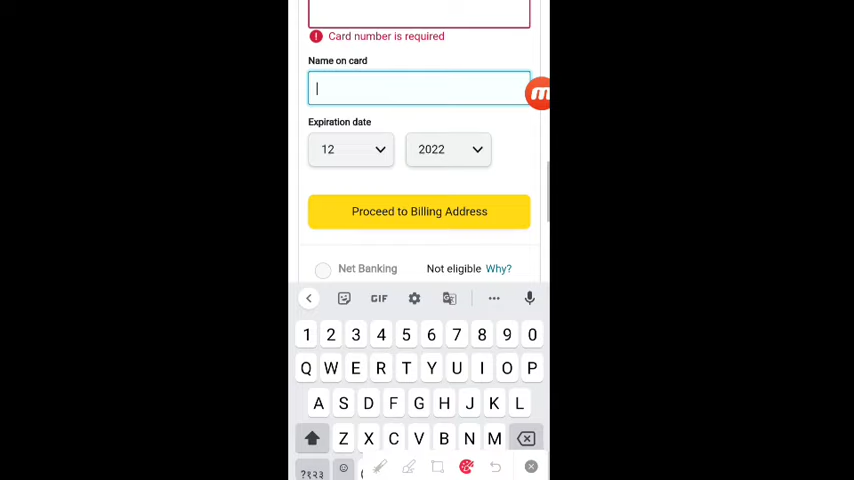 Card number is required
Name on card
Expiration date
12 2022
Proceed to Billing Address
Net Banking Not eligible Why?
GIF
1 2 3 4 5 6 7 8 9 0
Q W E R T Y U I O P
A S D F G H J K L
Z X C V B N M
?१२३